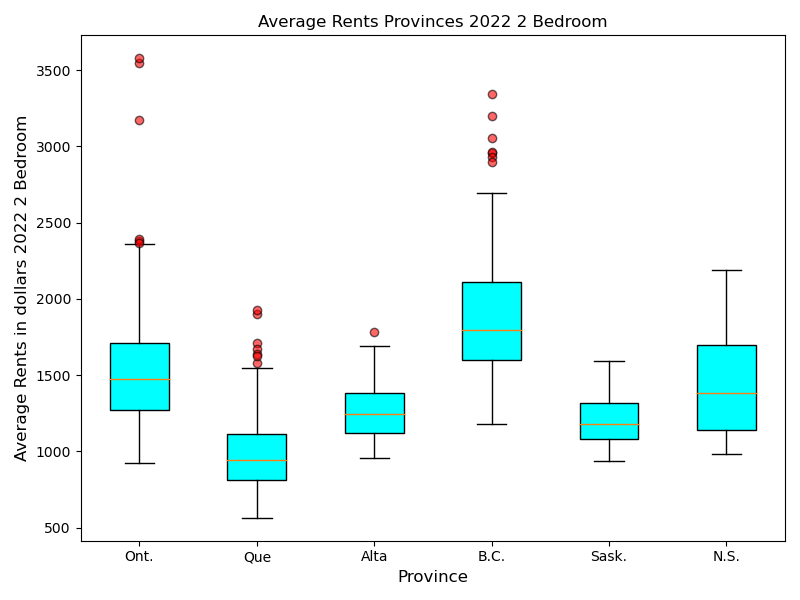 Average Rents Provinces 2022 2 Bedroom
Average Rents in dollars 2022 2 Bedroom
3500
3000
2500
2000
1500
1000
500
Ont.
Que
Alta
B.C.
Sask.
N.S.
Province